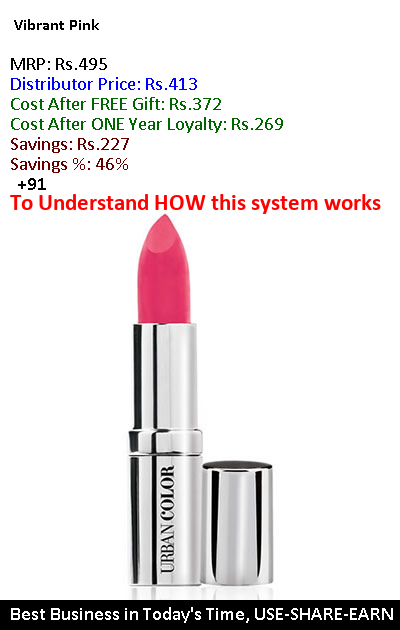 Vibrant Pink
MRP: Rs.495
Distributor Price: Rs.413
Cost After FREE Gift: Rs.372
Cost After ONE Year Loyalty: Rs.269
Savings: Rs.227
Savings %: 46%
+91
To Understand HOW this system works
URBAN COLOR
Best Business in Today's Time, USE-SHARE-EARN